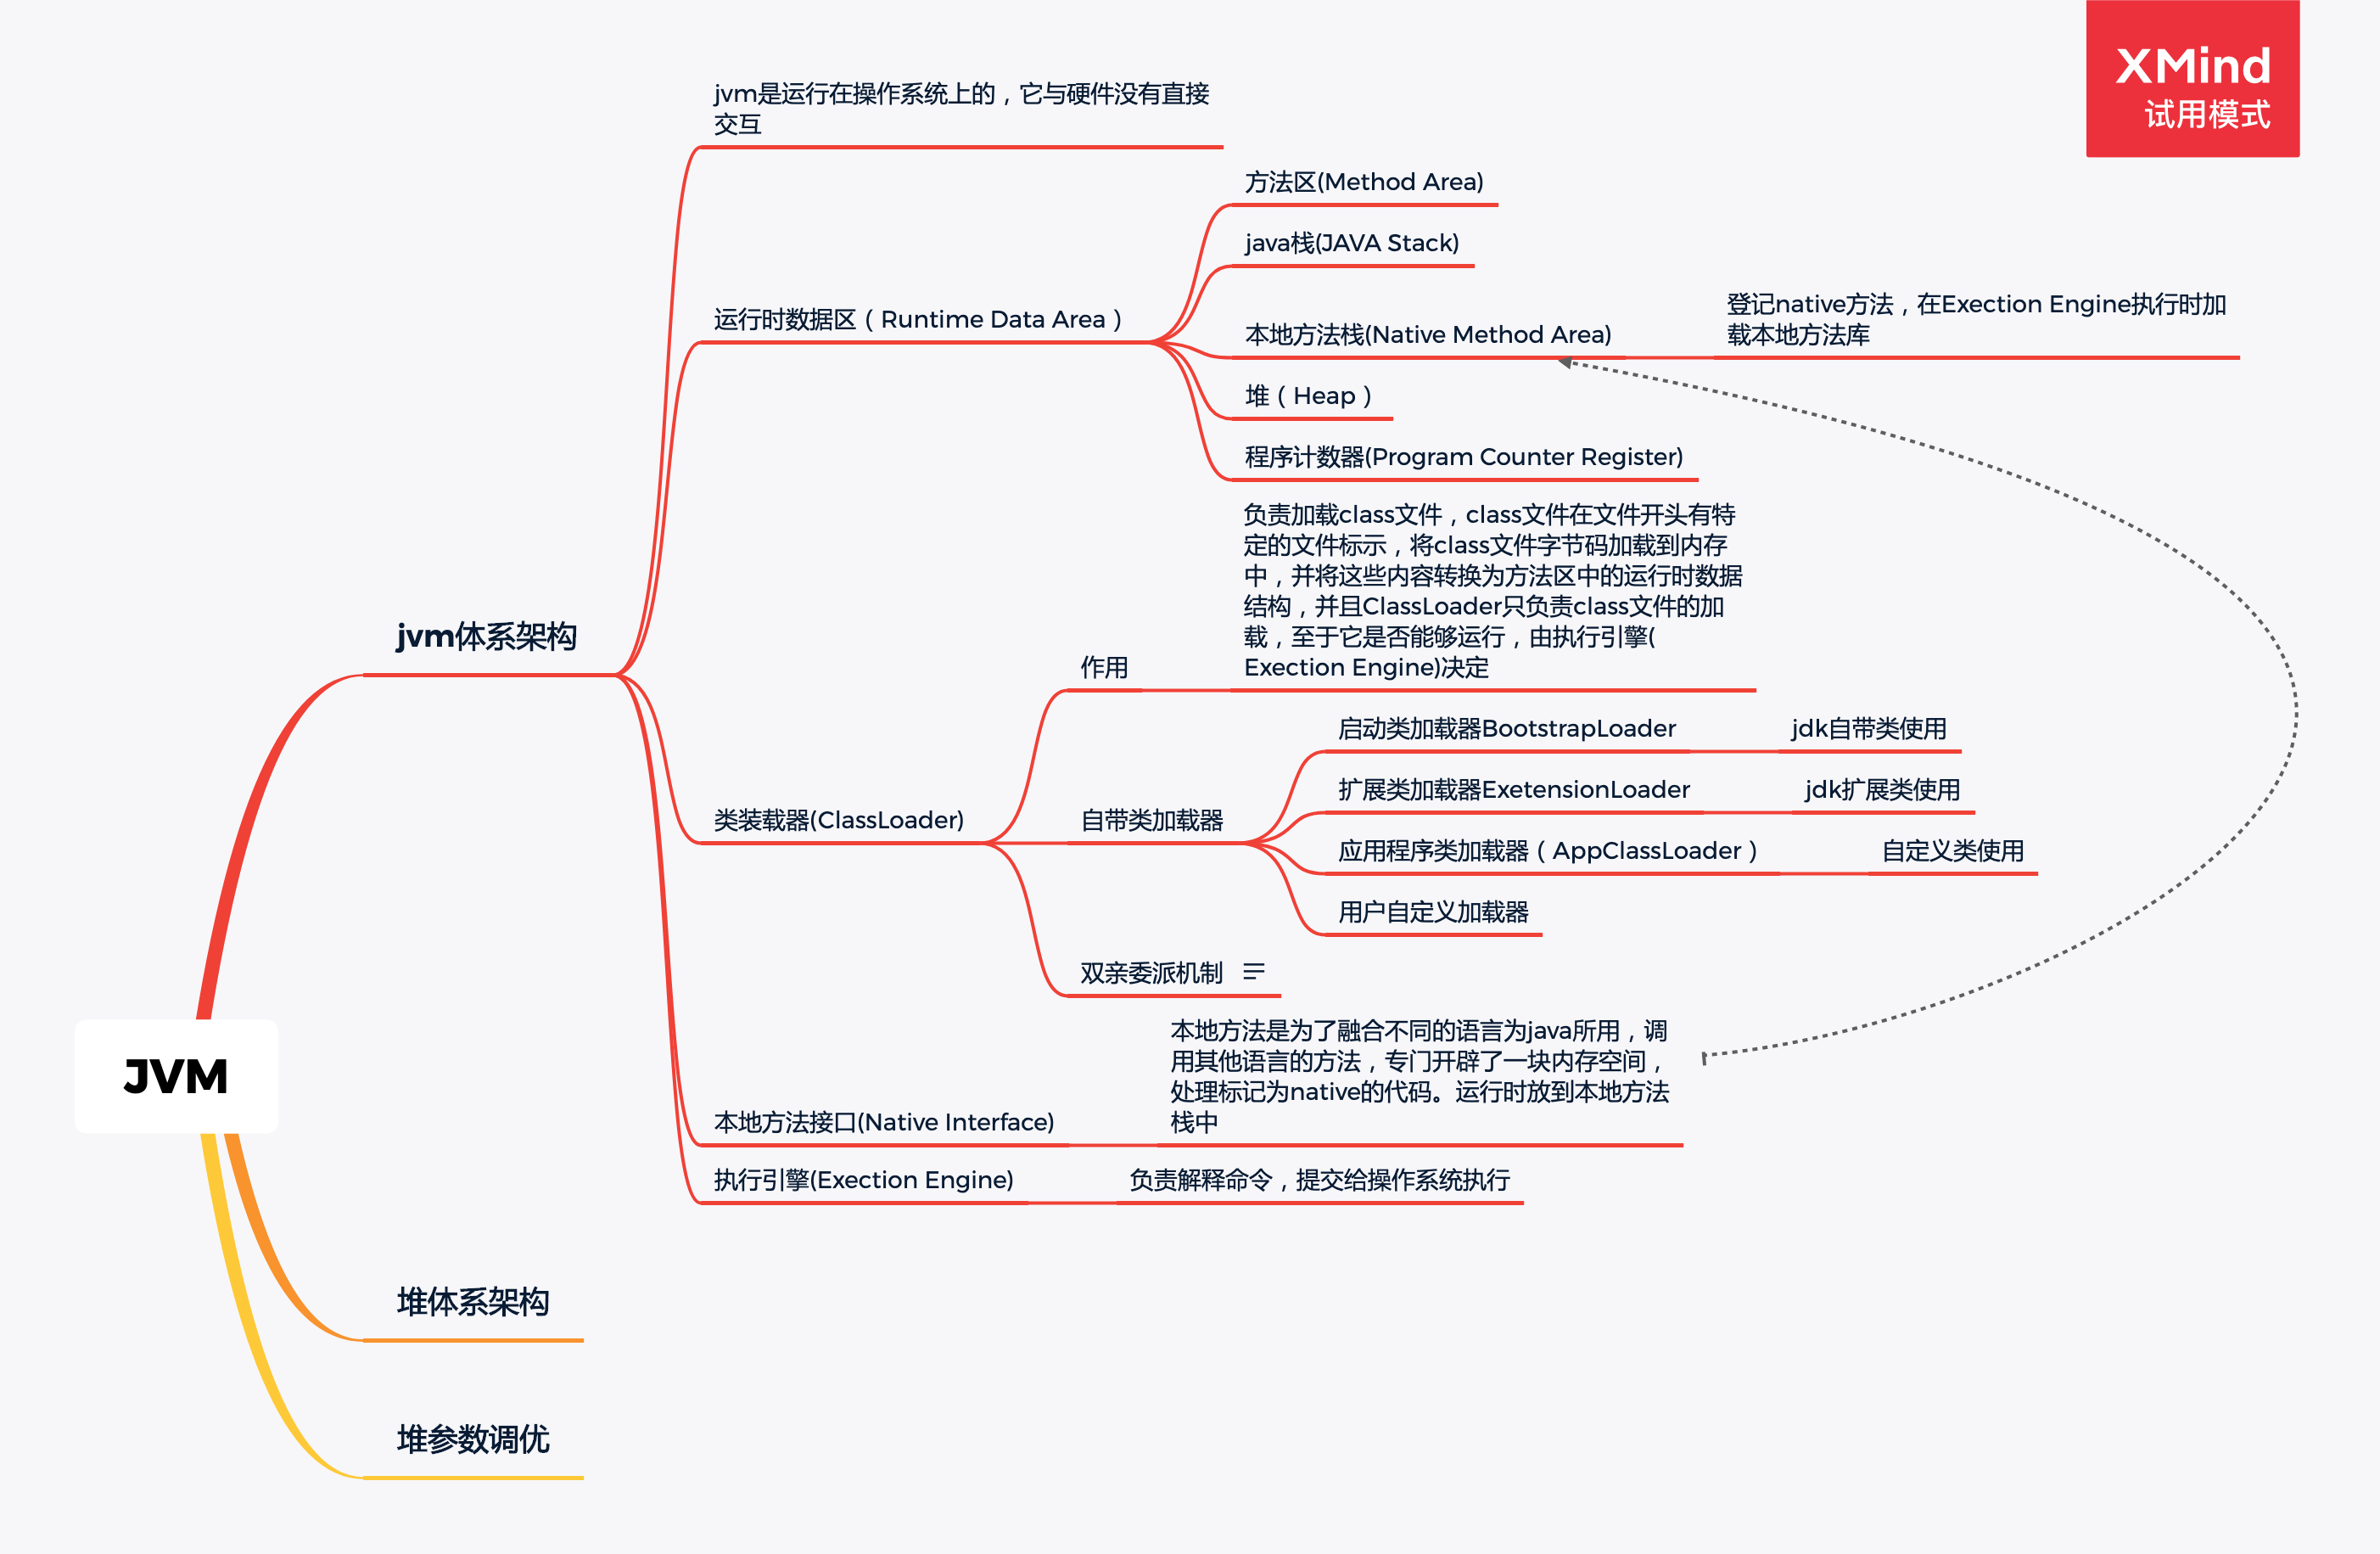 XMind
试用模式
jvm是运行在操作系统上的，它与硬件没有直接
交互
方法区(Method Area)
java栈(JAVA Stack)
运行时数据区（Runtime Data Area）
本地方法栈(Native Method Area)
登记native方法，在Exection Engine执行时加
载本地方法库
堆（Heap）
程序计数器(Program Counter Register)
jvm体系架构
负责加载class文件，class文件在文件开头有特
定的文件标示，将class文件字节码加载到内存
中，并将这些内容转换为方法区中的运行时数据
结构，并且ClassLoader只负责class文件的加
载，至于它是否能够运行，由执行引擎(
Exection Engine)决定
作用
类装载器(ClassLoader)
自带类加载器
启动类加载器BootstrapLoader
jdk自带类使用
扩展类加载器ExetensionLoader
jdk扩展类使用
应用程序类加载器（AppClassLoader）
自定义类使用
用户自定义加载器
双亲委派机制
本地方法接口(Native Interface)
本地方法是为了融合不同的语言为java所用，调
用其他语言的方法，专门开辟了一块内存空间，
处理标记为native的代码。运行时放到本地方法
栈中
执行引擎(Exection Engine)
负责解释命令，提交给操作系统执行
JVM
堆体系架构
堆参数调优